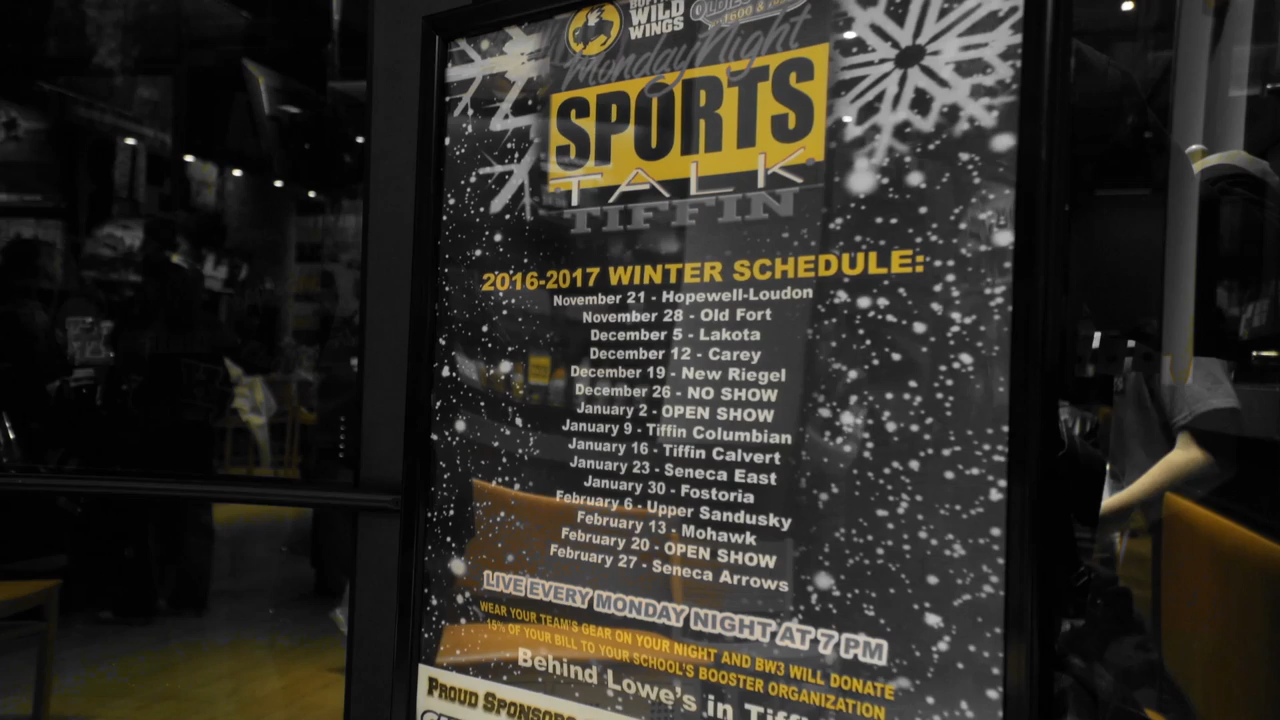 WILD
WINGS
OLDIES
1600 &
Monday Night
SPORTS
TALK
TIFFIN
2016-2017 WINTER SCHEDULE:
November 21 - Hopewell-Loudon
November 28 - Old Fort
December 5 - Lakota
December 12 - Carey
December 19 - New Riegel
December 26 - NO SHOW
January 2 - OPEN SHOW
January 9 - Tiffin Columbian
January 16 - Tiffin Calvert
January 23 - Seneca East
January 30 - Fostoria
February 6 - Upper Sandusky
February 13 - Mohawk
February 20 - OPEN SHOW
February 27 - Seneca Arrows
LIVE EVERY MONDAY NIGHT AT 7 PM
WEAR YOUR TEAM'S GEAR ON YOUR NIGHT AND BW3 WILL DONATE
15% OF YOUR BILL TO YOUR SCHOOL'S BOOSTER ORGANIZATION
Behind Lowe's in
PROUD